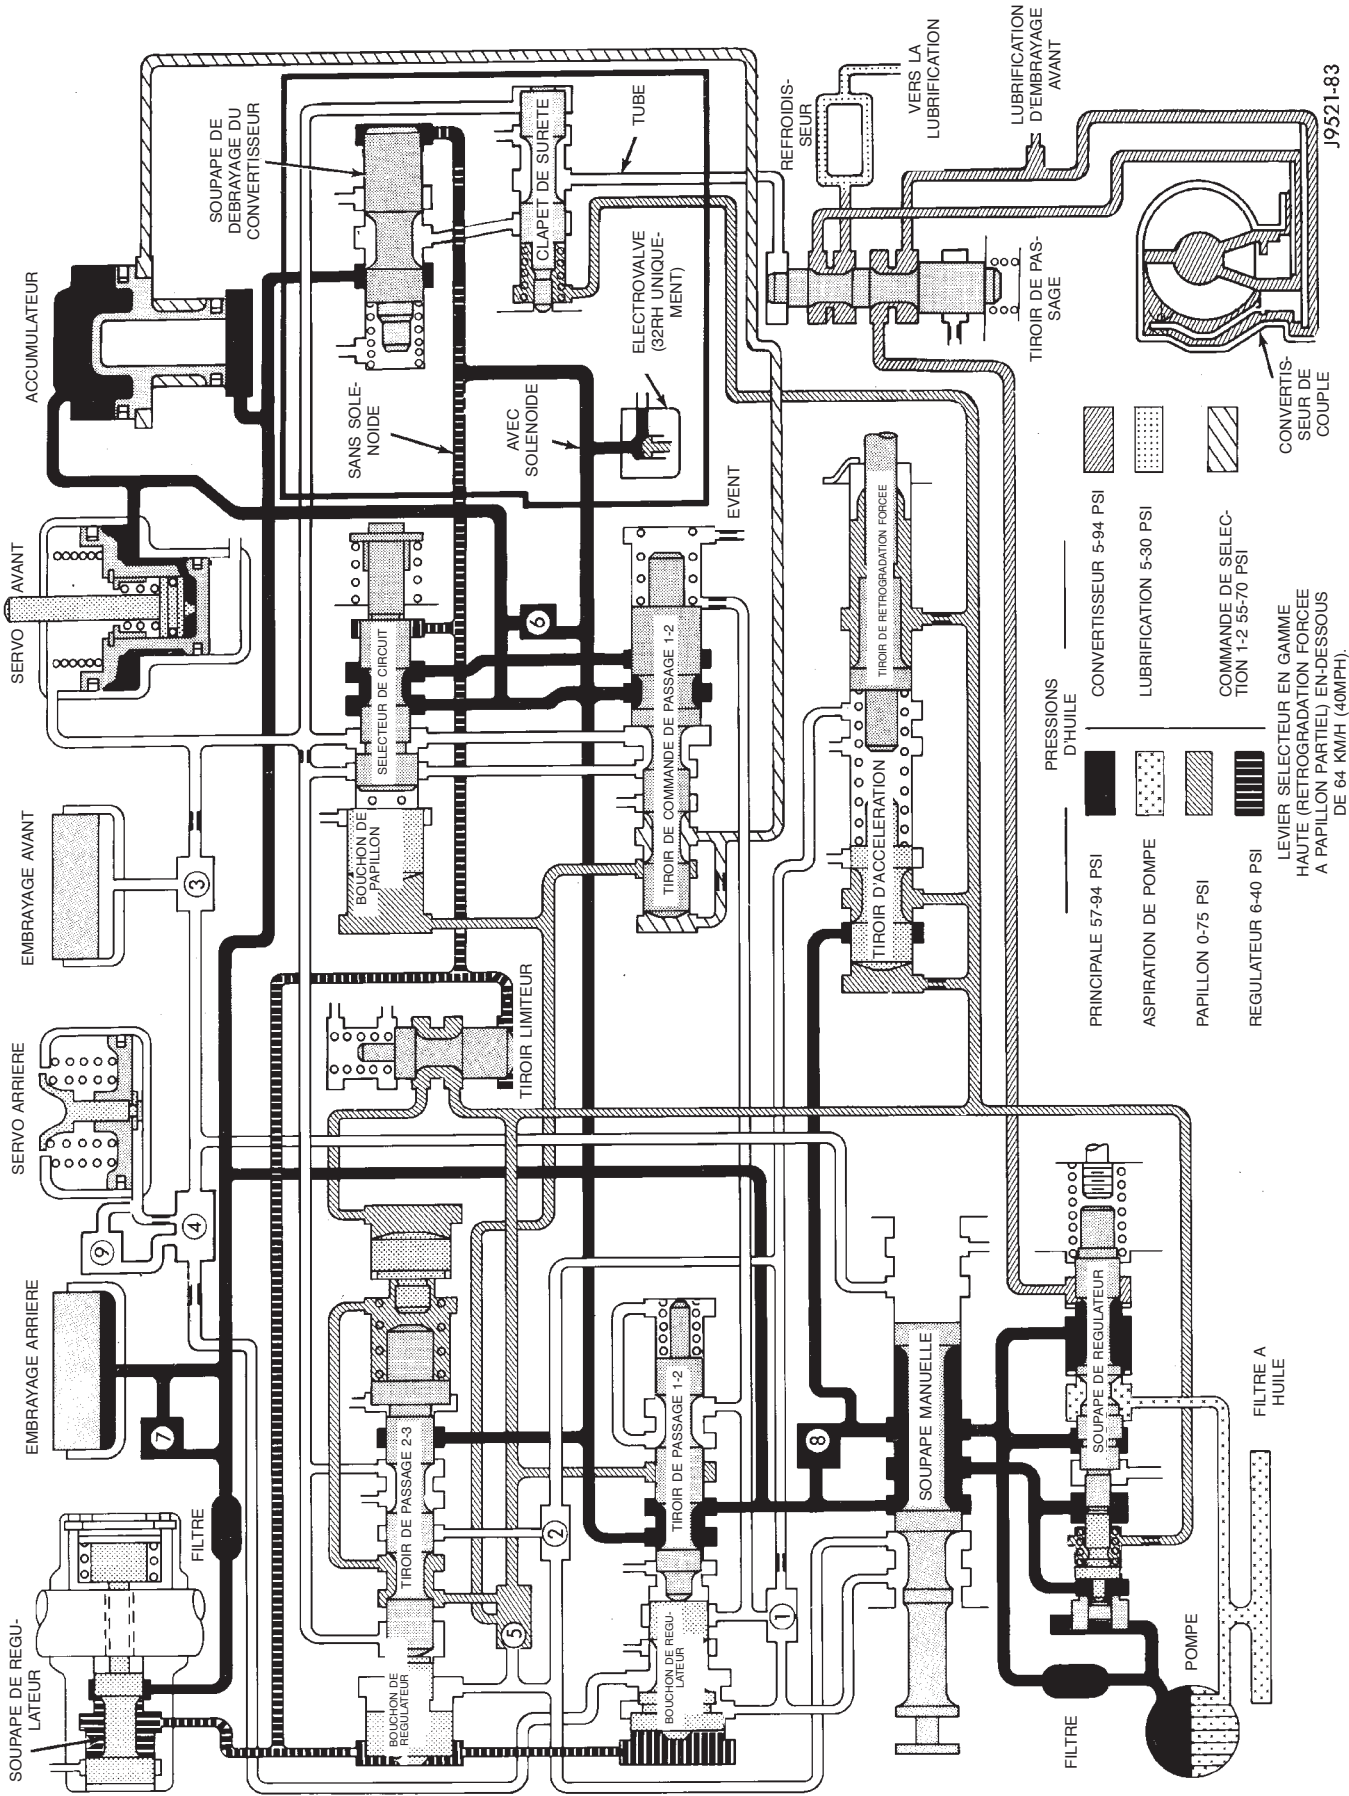 SOUPAPE DE REGU-
LATEUR
FILTRE
EMBRAYAGE ARRIERE
SERVO ARRIERE
EMBRAYAGE AVANT
SERVO AVANT
ACCUMULATEUR
SOUPAPE DE
DEBRAYAGE DU
CONVERTISSEUR
7
9
4
3
BOUCHON DE
REGULATEUR
TIROIR DE PASSAGE 2-3
5
TIROIR LIMITEUR
BOUCHON DE
PAPILLON
SELECTEUR DE CIRCUIT
SANS SOLE-
NOIDE
AVEC
SOLENOIDE
CLAPET DE SURETE
TUBE
ELECTROVALVE
(32RH UNIQUE-
MENT)
6
2
BOUCHON DE REGU-
LATEUR
TIROIR DE PASSAGE 1-2
TIROIR DE COMMANDE DE PASSAGE 1-2
EVENT
1
8
SOUPAPE MANUELLE
TIROIR D'ACCELERATION
TIROIR DE RETROGRADATION FORCEE
REFROIDIS-
SEUR
VERS LA
LUBRIFICATION
LUBRIFICATION
D'EMBRAYAGE
AVANT
TIROIR DE PAS-
SAGE
CONVERTIS-
SEUR DE
COUPLE
FILTRE
POMPE
SOUPAPE DE REGULATEUR
FILTRE A
HUILE
PRESSIONS
D'HUILE
PRINCIPALE 57-94 PSI
ASPIRATION DE POMPE
PAPILLON 0-75 PSI
REGULATEUR 6-40 PSI
CONVERTISSEUR 5-94 PSI
LUBRIFICATION 5-30 PSI
COMMANDE DE SELEC-
TION 1-2 55-70 PSI
LEVIER SELECTEUR EN GAMME
HAUTE (RETROGRADATION FORCEE
A PAPILLON PARTIEL) EN-DESSOUS
DE 64 KM/H (40MPH).
J9521-83